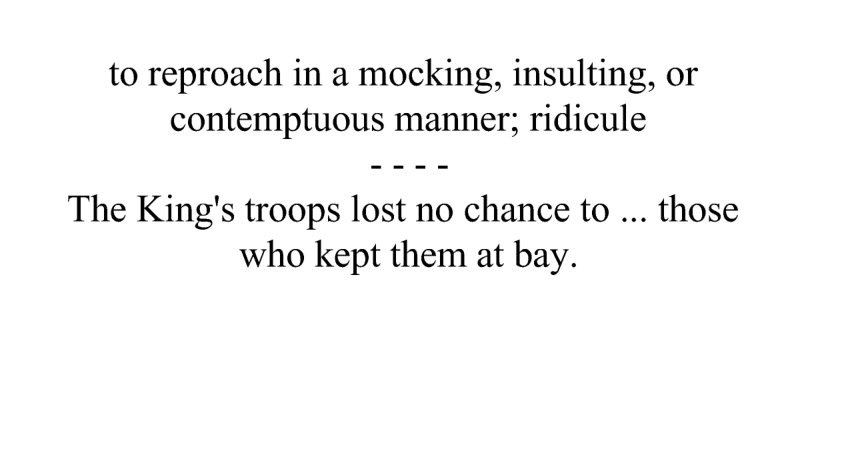 to reproach in a mocking, insulting, or
contemptuous manner; ridicule
- - - -
The King's troops lost no chance to ... those
who kept them at bay.